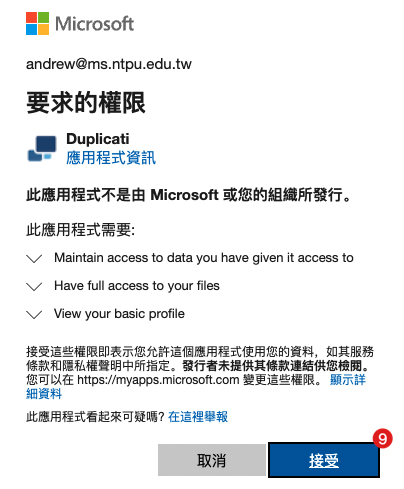 Microsoft
andrew@ms.ntpu.edu.tw
要求的權限
Duplicati
應用程式資訊
此應用程式不是由 Microsoft 或您的組織所發行。
此應用程式需要:
Maintain access to data you have given it access to
Have full access to your files
View your basic profile
接受這些權限即表示您允許這個應用程式使用您的資料，如其服務
條款和隱私權聲明中所指定。發行者未提供其條款連結供您檢閱。
您可以在 https://myapps.microsoft.com 變更這些權限。 顯示詳
細資料
此應用程式看起來可疑嗎? 在這裡舉報
9
取消 接受